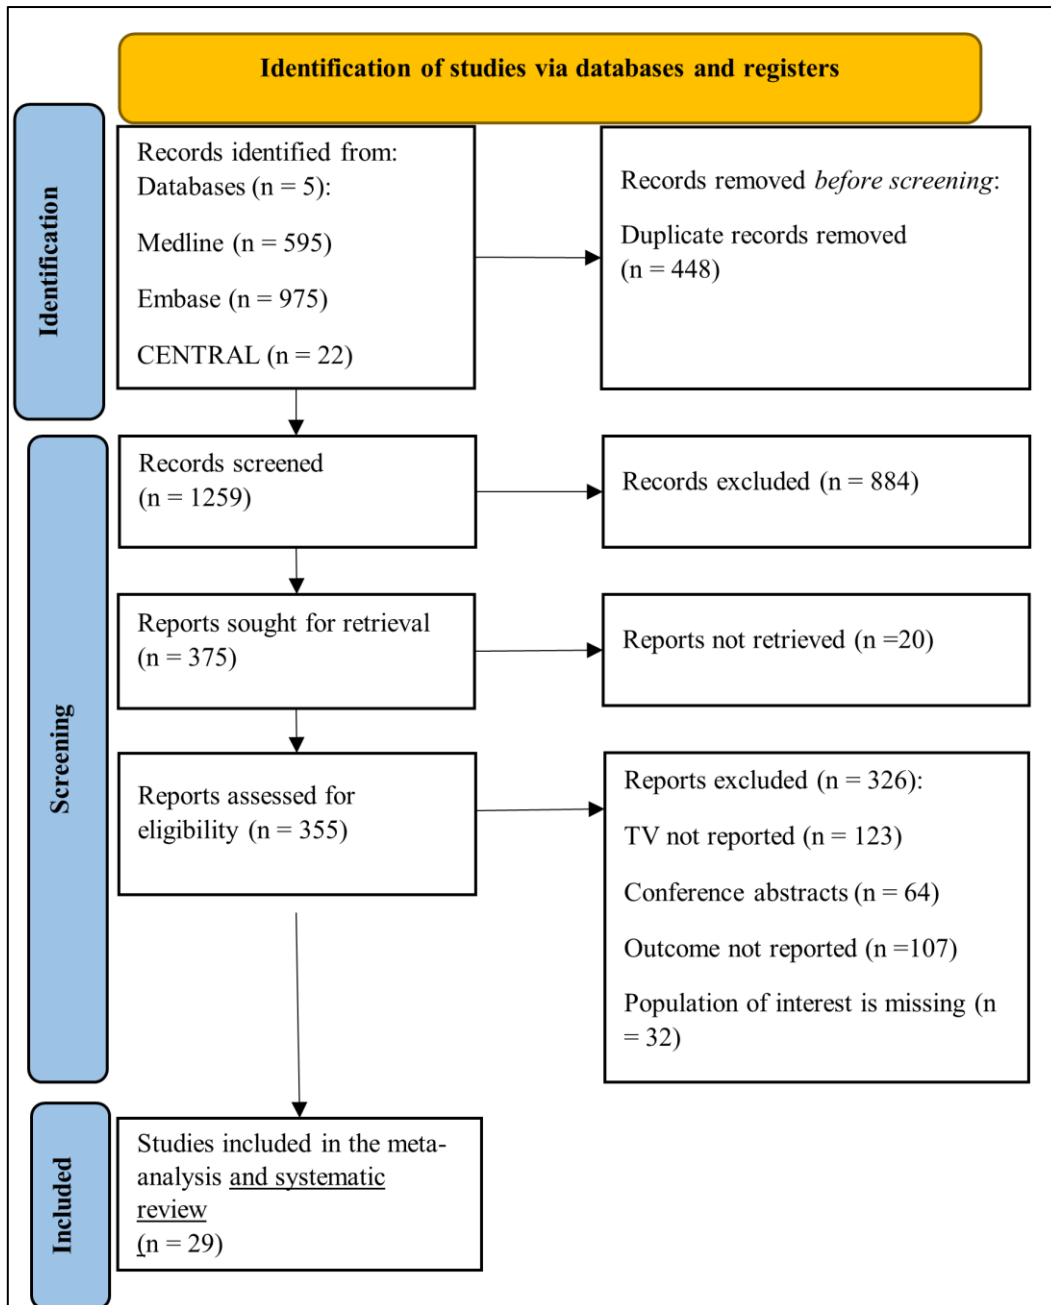 Identification of studies via databases and registers
Identification
Records identified from:
Databases (n = 5):
Medline (n = 595)
Embase (n = 975)
CENTRAL (n = 22)
Records removed before screening:
Duplicate records removed
(n = 448)
Screening
Records screened
(n = 1259)
Records excluded (n = 884)
Reports sought for retrieval
(n = 375)
Reports not retrieved (n =20)
Reports assessed for
eligibility (n = 355)
Reports excluded (n = 326):
TV not reported (n = 123)
Conference abstracts (n = 64)
Outcome not reported (n =107)
Population of interest is missing (n
= 32)
Included
Studies included in the meta-
analysis and systematic
review
(n = 29)